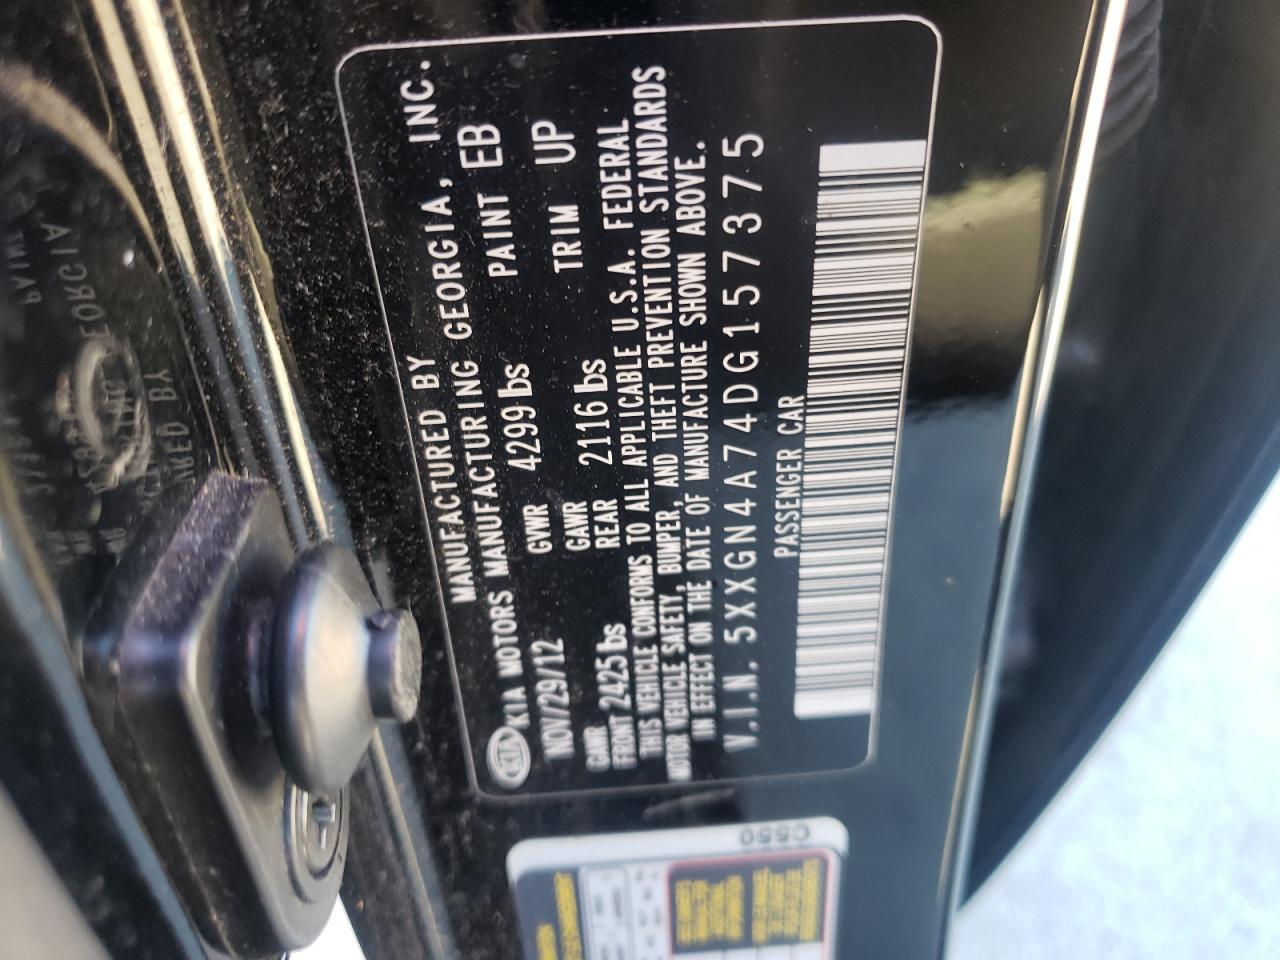 MANUFACTURED BY
KIA KIA MOTORS MANUFACTURING GEORGIA, INC.
NOV/29/12 GVWR 4299 lbs PAINT EB
GAWR FRONT 2425 lbs GAWR REAR 2116 lbs TRIM UP
THIS VEHICLE CONFORMS TO ALL APPLICABLE U.S.A. FEDERAL
MOTOR VEHICLE SAFETY, BUMPER, AND THEFT PREVENTION STANDARDS
IN EFFECT ON THE DATE OF MANUFACTURE SHOWN ABOVE.
V.I.N. 5XXGN4A74DG157375
PASSENGER CAR
C550